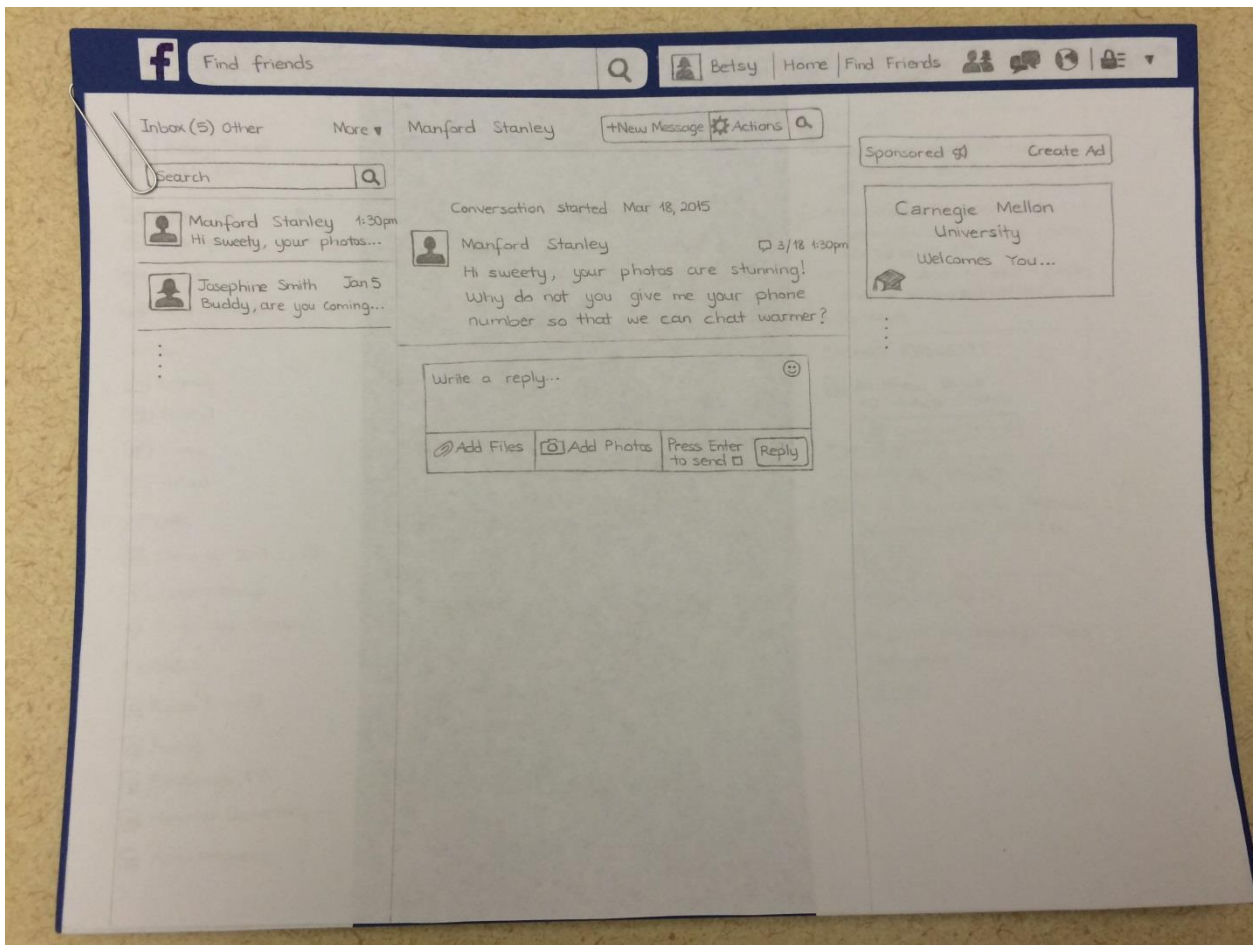 f Find friends
Betsy Home Find Friends
Inbox (5) Other More
Search
Manford Stanley 1:30pm
Hi sweety, your photos...
Josephine Smith Jan 5
Buddy, are you coming...
Manford Stanley +New Message Actions
Conversation started Mar 18, 2015
Manford Stanley 3/18 1:30pm
Hi sweety, your photos are stunning!
Why do not you give me your phone
number so that we can chat warmer?
Write a reply...
Add Files Add Photos Press Enter
to send Reply
Sponsored Create Ad
Carnegie Mellon
University
Welcomes You...